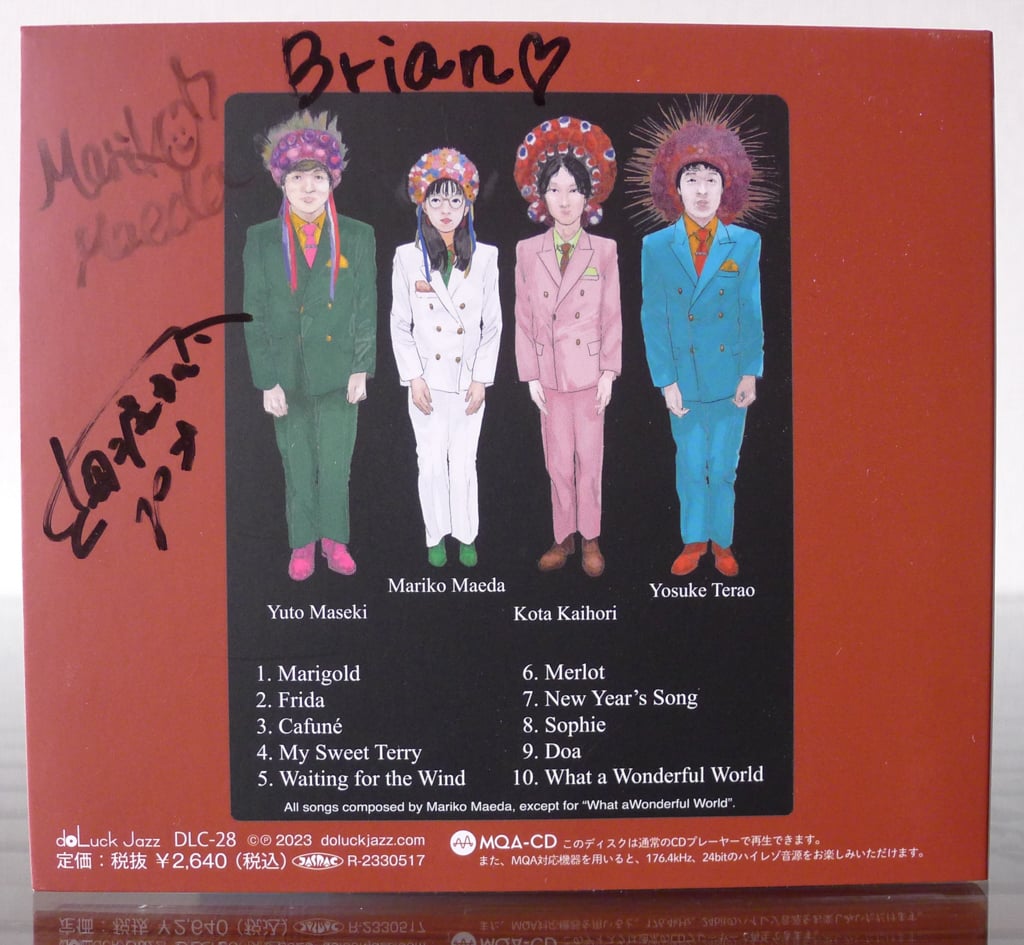 Brian♡
Mariko
Maeda
Mariko Maeda
Yosuke Terao
Yuto Maseki
Kota Kaihori
1. Marigold
2. Frida
3. Cafuné
4. My Sweet Terry
5. Waiting for the Wind
6. Merlot
7. New Year’s Song
8. Sophie
9. Doa
10. What a Wonderful World
All songs composed by Mariko Maeda, except for “What aWonderful World”.
doLuck Jazz DLC-28 ©℗ 2023 doluckjazz.com
定価：税抜 ￥2,640（税込） JASRAC R-2330517
MQA-CD このディスクは通常のCDプレーヤーで再生できます。
また、MQA対応機器を用いると、176.4kHz、24bitのハイレゾ音源をお楽しみいただけます。